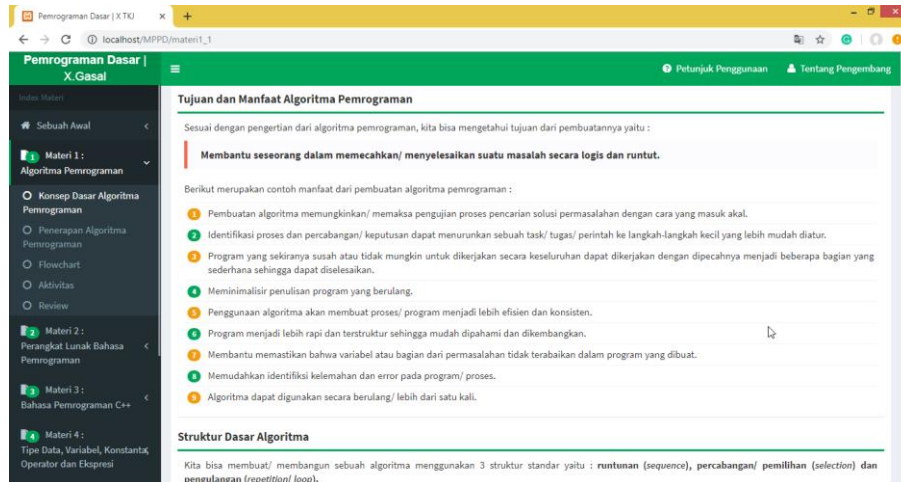 Pemrograman Dasar | X.TKJ
localhost/MPPD/materi1_1
Pemrograman Dasar |
X.Gasal
Petunjuk Penggunaan
Tentang Pengembang
Index Materi
Sebuah Awal
1 Materi 1 :
Algoritma Pemrograman
Konsep Dasar Algoritma
Pemrograman
Penerapan Algoritma
Pemrograman
Flowchart
Aktivitas
Review
2 Materi 2 :
Perangkat Lunak Bahasa
Pemrograman
3 Materi 3 :
Bahasa Pemrograman C++
4 Materi 4 :
Tipe Data, Variabel, Konstanta,
Operator dan Ekspresi
Tujuan dan Manfaat Algoritma Pemrograman
Sesuai dengan pengertian dari algoritma pemrograman, kita bisa mengetahui tujuan dari pembuatannya yaitu :
Membantu seseorang dalam memecahkan/ menyelesaikan suatu masalah secara logis dan runtut.
Berikut merupakan contoh manfaat dari pembuatan algoritma pemrograman :
1 Pembuatan algoritma memungkinkan/ memaksa pengujian proses pencarian solusi permasalahan dengan cara yang masuk akal.
2 Identifikasi proses dan percabangan/ keputusan dapat menurunkan sebuah task/ tugas/ perintah ke langkah-langkah kecil yang lebih mudah diatur.
3 Program yang sekiranya susah atau tidak mungkin untuk dikerjakan secara keseluruhan dapat dikerjakan dengan dipecahnya menjadi beberapa bagian yang
sederhana sehingga dapat diselesaikan.
4 Meminimalisir penulisan program yang berulang.
5 Penggunaan algoritma akan membuat proses/ program menjadi lebih efisien dan konsisten.
6 Program menjadi lebih rapi dan terstruktur sehingga mudah dipahami dan dikembangkan.
7 Membantu memastikan bahwa variabel atau bagian dari permasalahan tidak terabaikan dalam program yang dibuat.
8 Memudahkan identifiksi kelemahan dan error pada program/ proses.
9 Algoritma dapat digunakan secara berulang/ lebih dari satu kali.
Struktur Dasar Algoritma
Kita bisa membuat/ membangun sebuah algoritma menggunakan 3 struktur standar yaitu : runtunan (sequence), percabangan/ pemilihan (selection) dan
pengulangan (repetition/ loop).